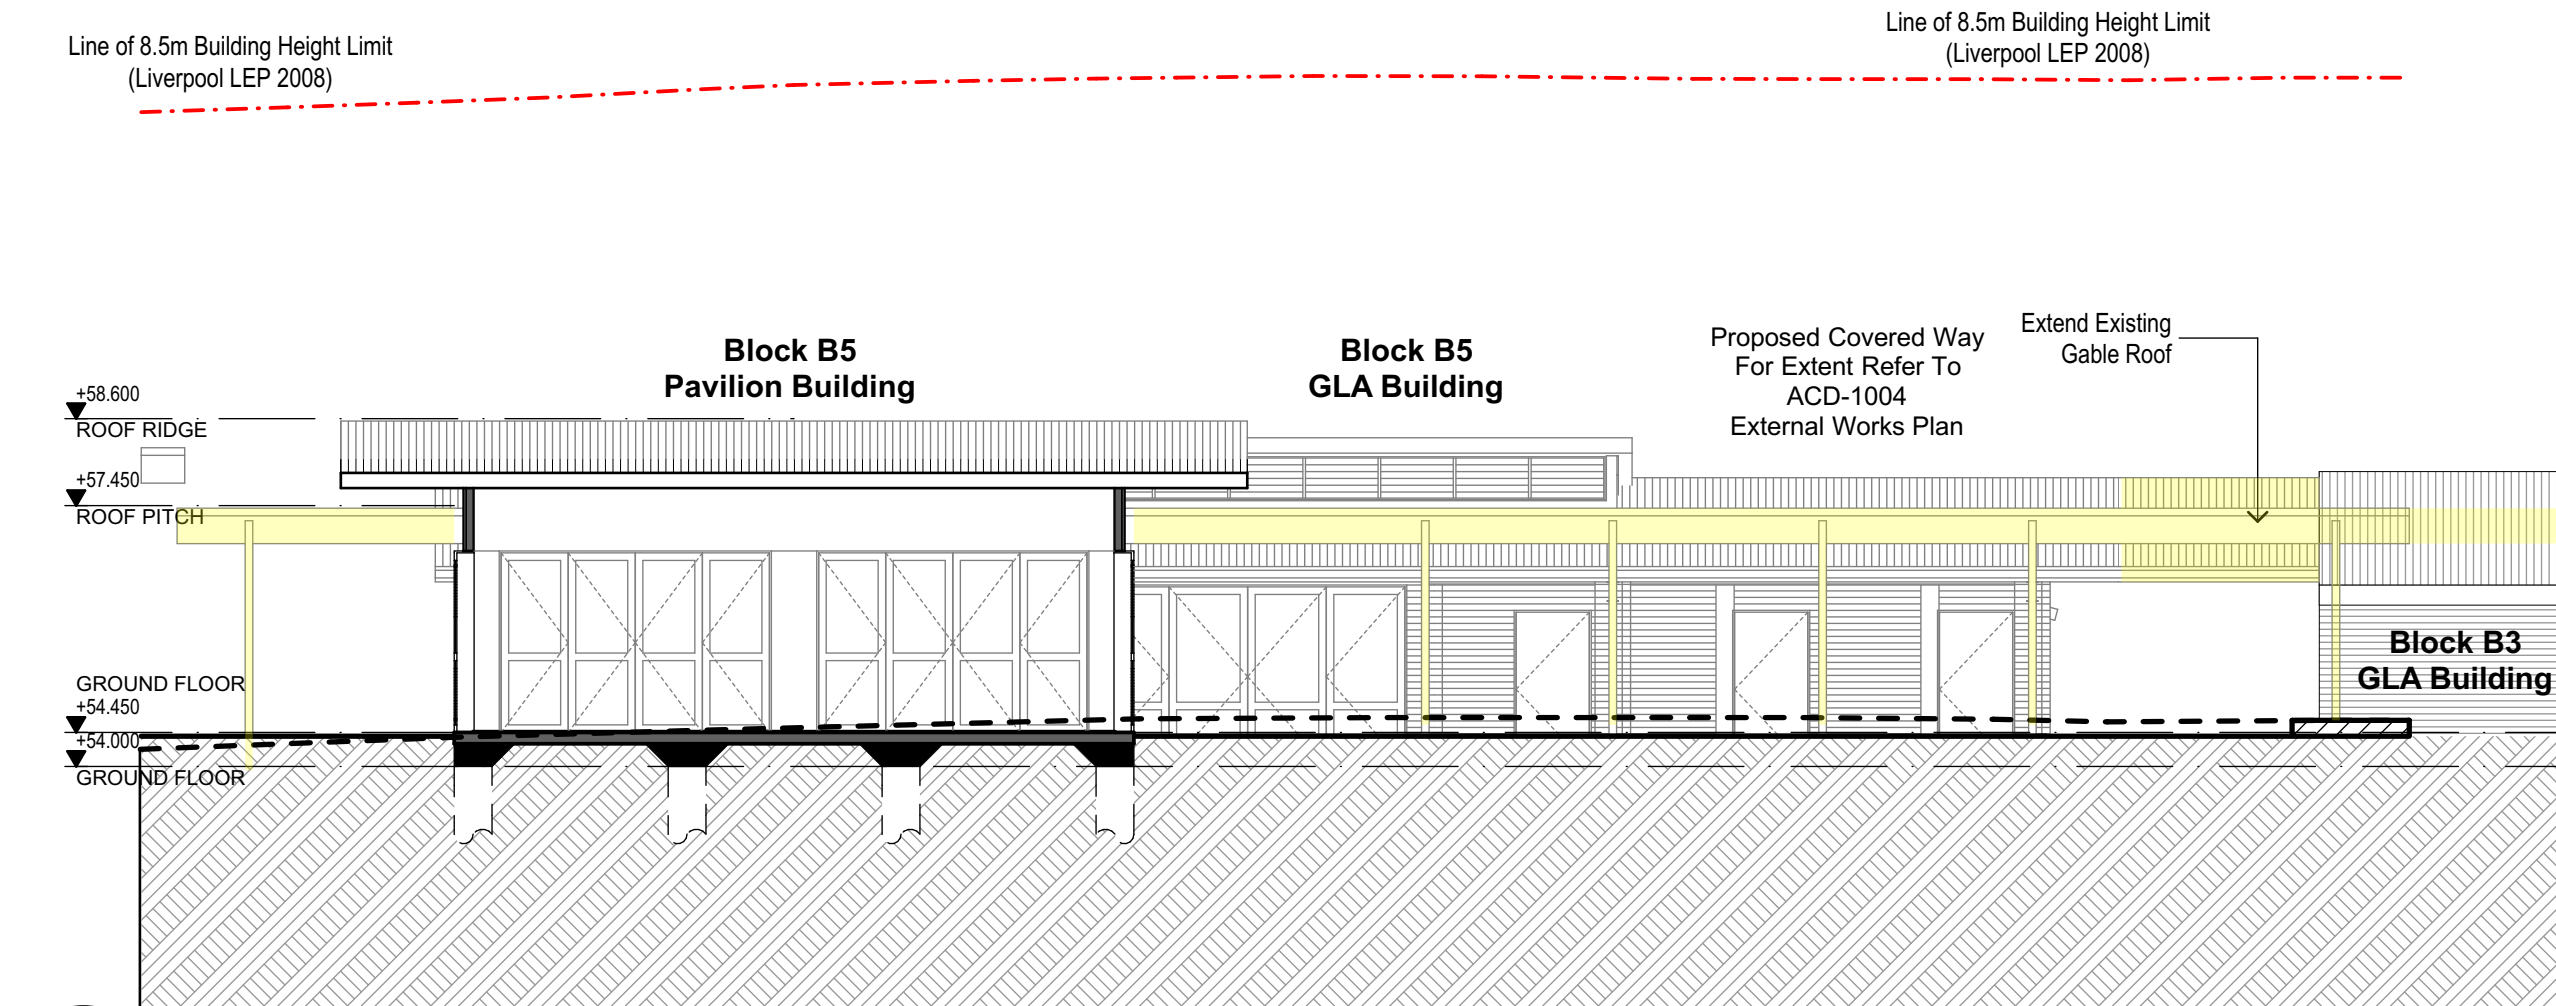 Line of 8.5m Building Height Limit
(Liverpool LEP 2008)
Line of 8.5m Building Height Limit
(Liverpool LEP 2008)
Block B5
Pavilion Building
Block B5
GLA Building
Proposed Covered Way
For Extent Refer To
ACD-1004
External Works Plan
Extend Existing
Gable Roof
+58.600
ROOF RIDGE
+57.450
ROOF PITCH
GROUND FLOOR
+54.450
+54.000
GROUND FLOOR
Block B3
GLA Building